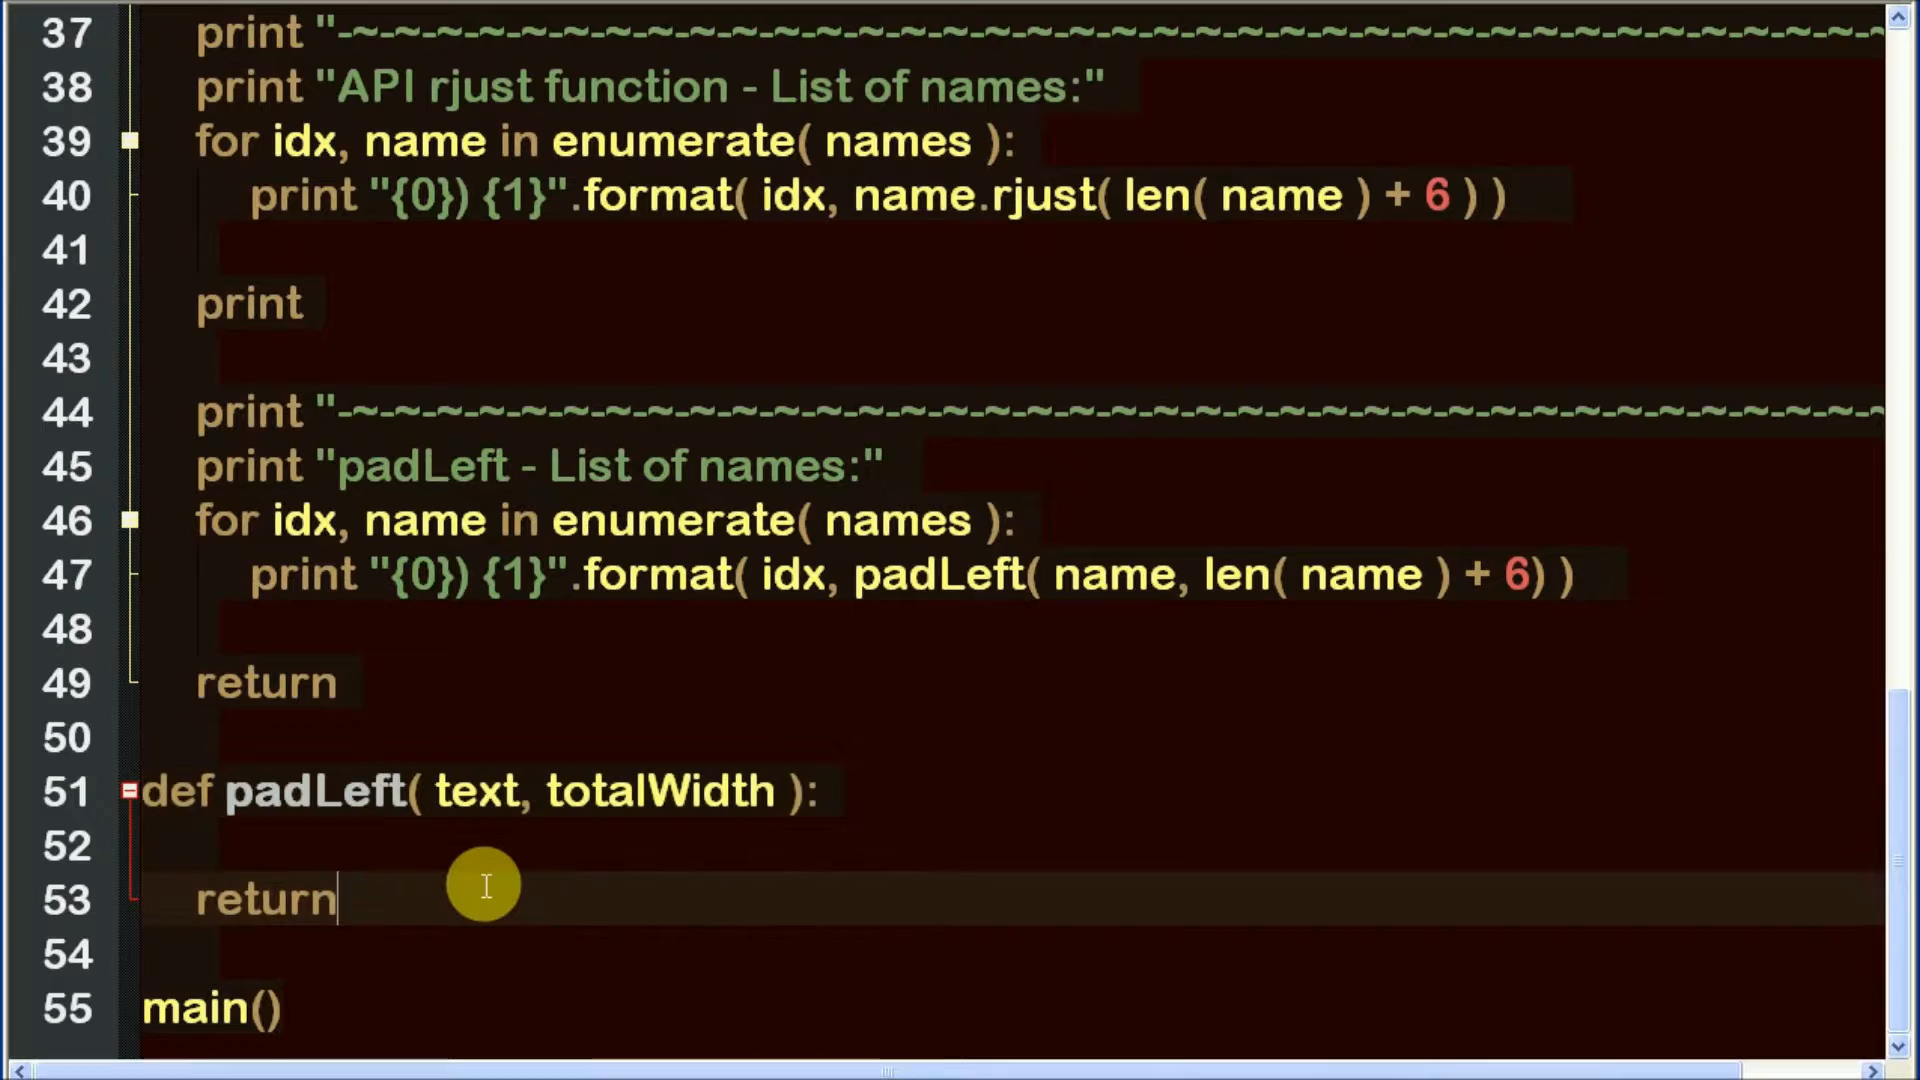 37 print "-~-~-~-~-~-~-~-~-~-~-~-~-~-~-~-~-~-~-~-~-~-~-~-~-~-~-~-~-~-~-~-~-~-~-~-~-~
38 print "API rjust function - List of names:"
39 for idx, name in enumerate( names ):
40 print "{0}) {1}".format( idx, name.rjust( len( name ) + 6 ) )
41
42 print
43
44 print "-~-~-~-~-~-~-~-~-~-~-~-~-~-~-~-~-~-~-~-~-~-~-~-~-~-~-~-~-~-~-~-~-~-~-~-~-~
45 print "padLeft - List of names:"
46 for idx, name in enumerate( names ):
47 print "{0}) {1}".format( idx, padLeft( name, len( name ) + 6) )
48
49 return
50
51 def padLeft( text, totalWidth ):
52
53 return
54
55 main()